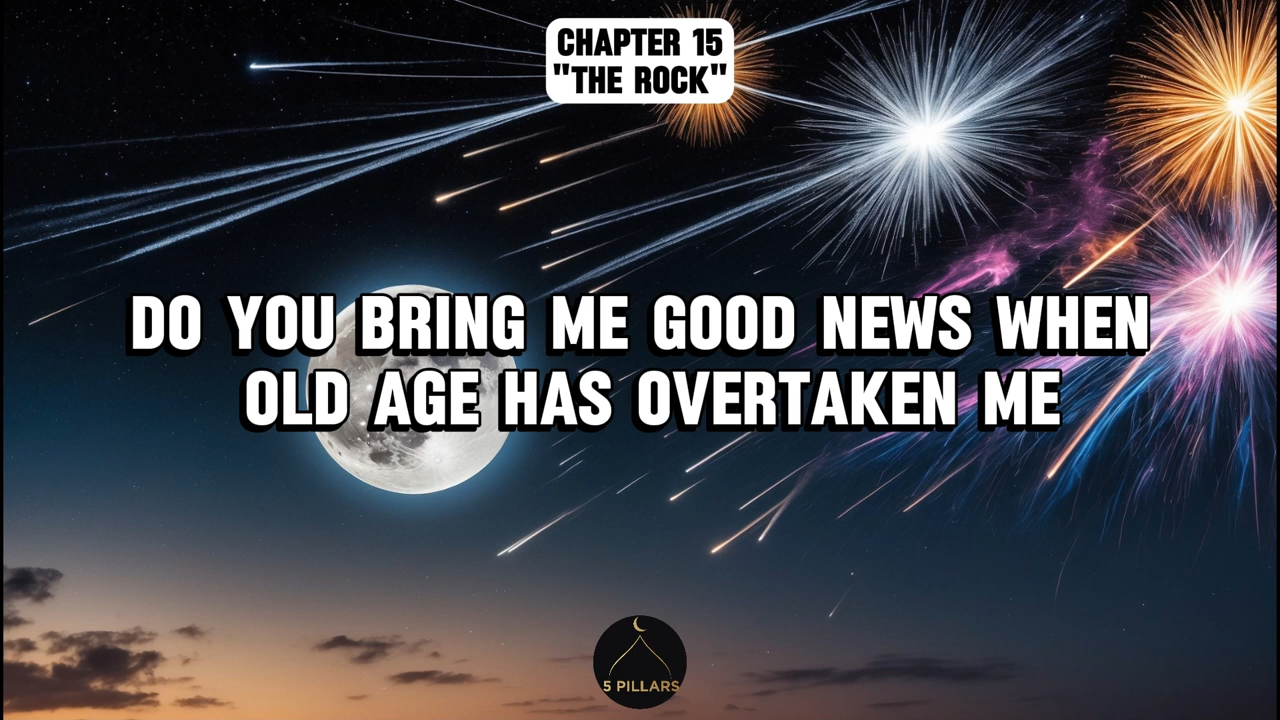 CHAPTER 15
"THE ROCK"
DO YOU BRING ME GOOD NEWS WHEN
OLD AGE HAS OVERTAKEN ME
5 PILLARS